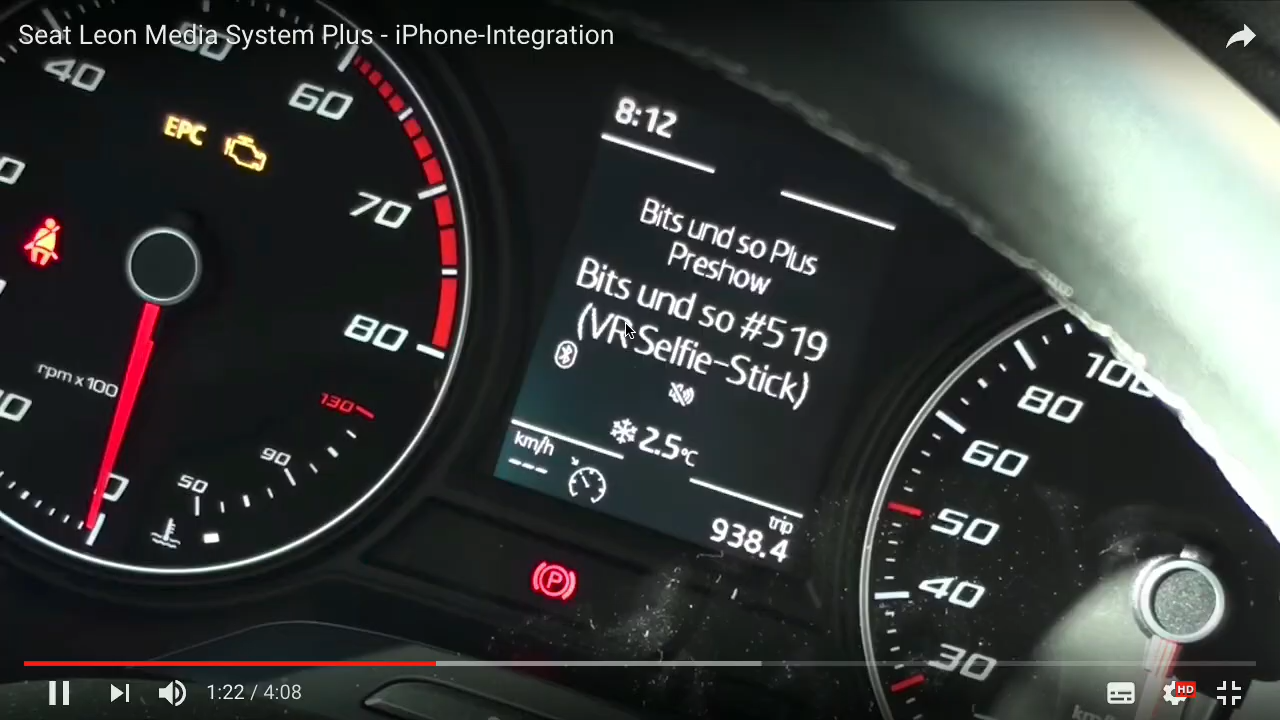 Seat Leon Media System Plus - iPhone-Integration
40
50
60
70
80
EPC
rpm x 100
0
50
90
130
8:12
Bits und so Plus
Preshow
Bits und so #519
(VR Selfie-Stick)
2.5°C
km/h
---
trip
938.4
P
100
80
60
50
40
30
1:22 / 4:08
HD